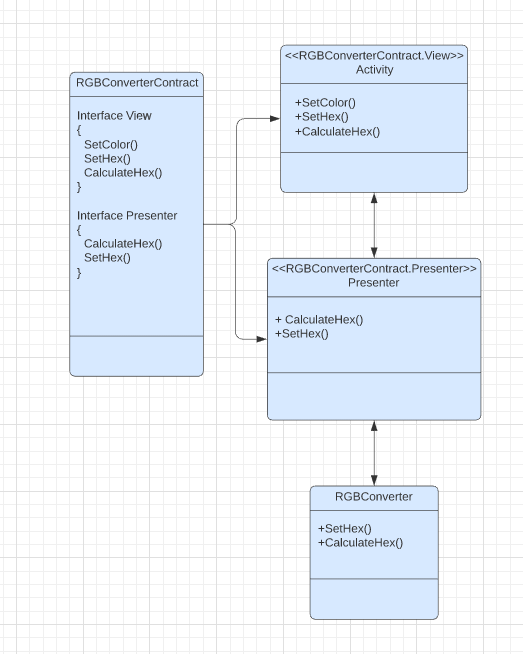 RGBConverterContract
Interface View
{
SetColor()
SetHex()
CalculateHex()
}
Interface Presenter
{
CalculateHex()
SetHex()
}
<<RGBConverterContract.View>>
Activity
+SetColor()
+SetHex()
+CalculateHex()
<<RGBConverterContract.Presenter>>
Presenter
+ CalculateHex()
+SetHex()
RGBConverter
+SetHex()
+CalculateHex()